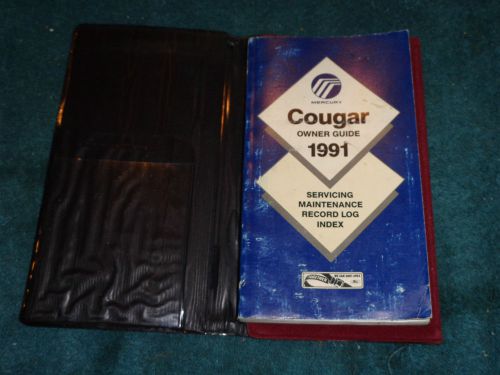 MERCURY
Cougar
OWNER GUIDE
1991
SERVICING
MAINTENANCE
RECORD LOG
INDEX